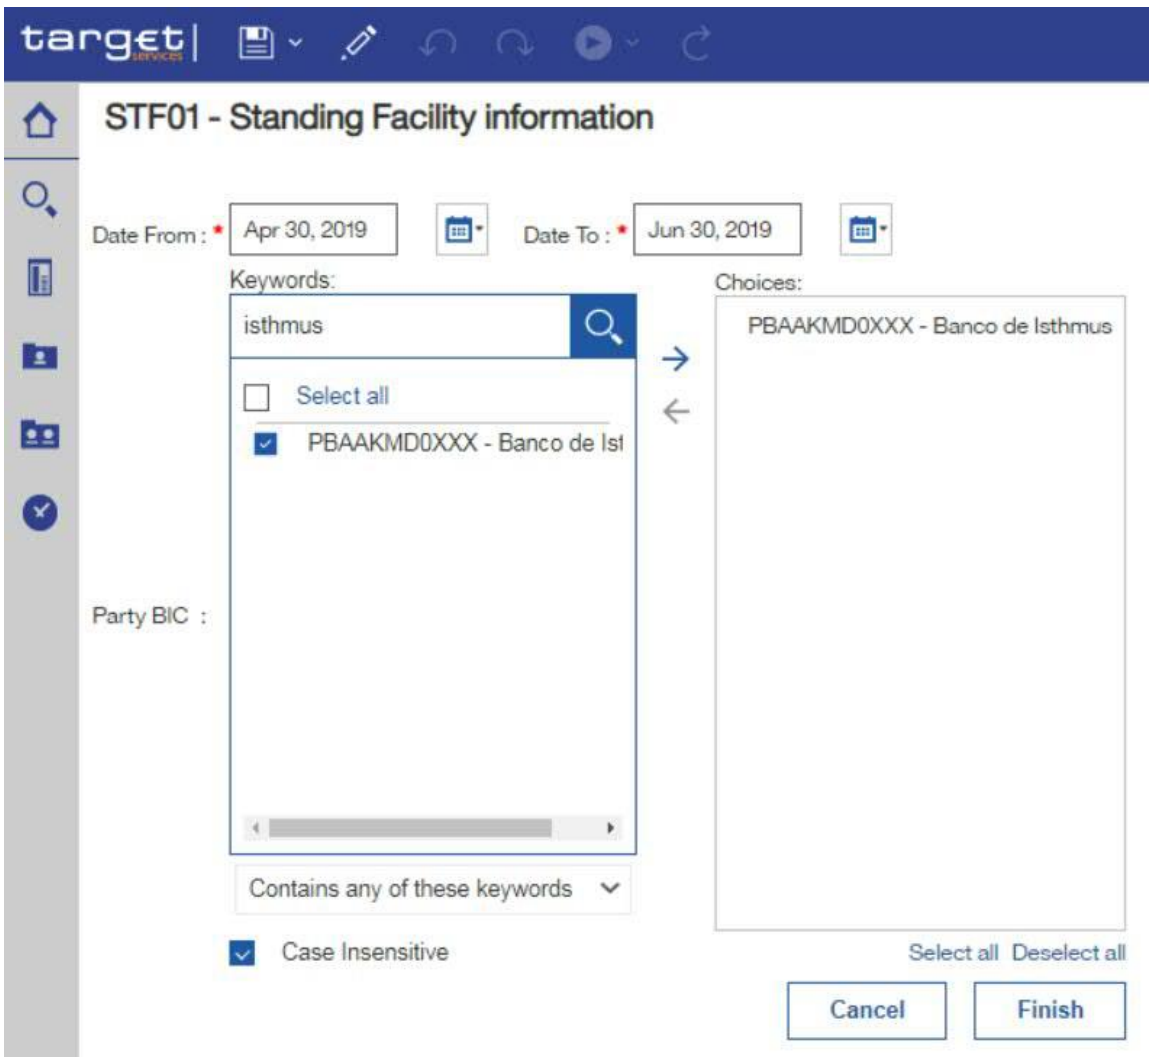 target|
services
STF01 - Standing Facility information
Date From : * Apr 30, 2019 Date To : * Jun 30, 2019
Keywords: Choices:
isthmus PBAAKMD0XXX - Banco de Isthmus
Select all
PBAAKMD0XXX - Banco de Ist
Party BIC :
Contains any of these keywords
Case Insensitive Select all Deselect all
Cancel Finish